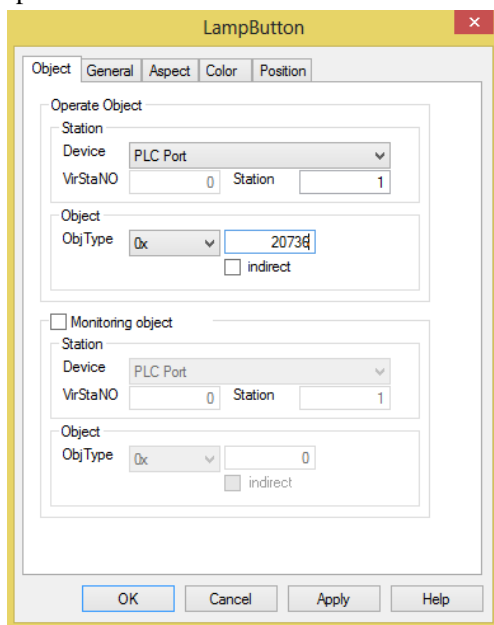 LampButton
Object General Aspect Color Position
Operate Object
Station
Device PLC Port
VirStaNO 0 Station 1
Object
ObjType 0x 20736
indirect
Monitoring object
Station
Device PLC Port
VirStaNO 0 Station 1
Object
ObjType 0x 0
indirect
OK Cancel Apply Help